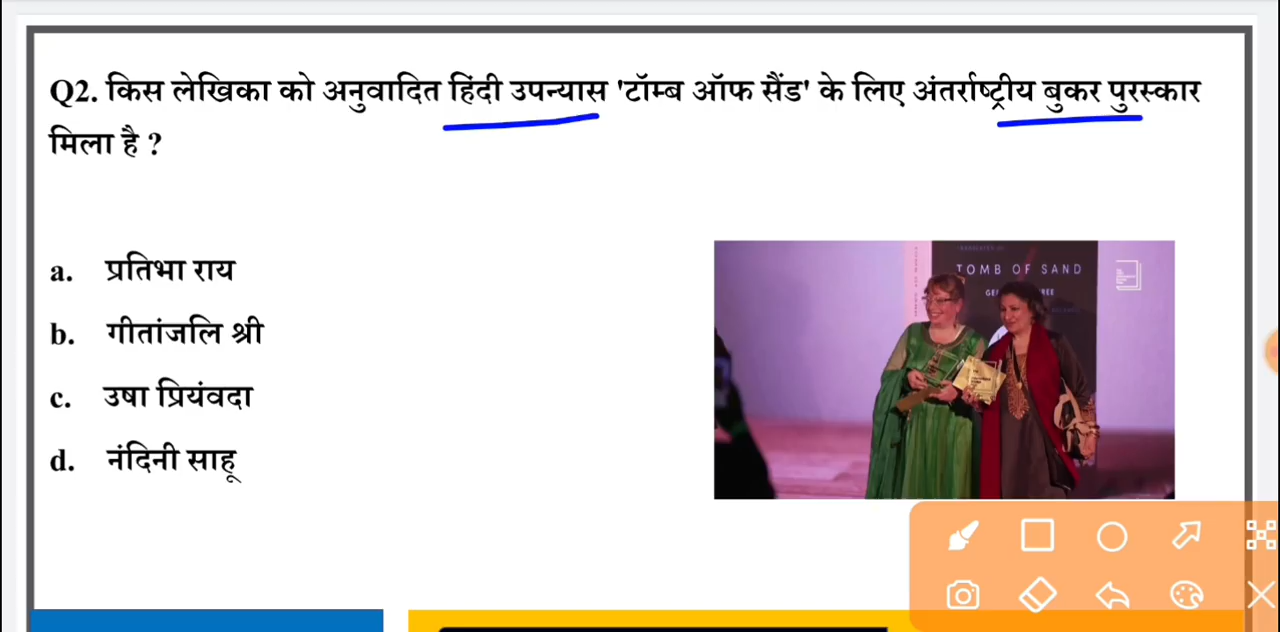 Q2. किस लेखिका को अनुवादित हिंदी उपन्यास 'टॉम्ब ऑफ सैंड' के लिए अंतर्राष्ट्रीय बुकर पुरस्कार
मिला है ?
a. प्रतिभा राय
b. गीतांजलि श्री
c. उषा प्रियंवदा
d. नंदिनी साहू
TOMB OF SAND